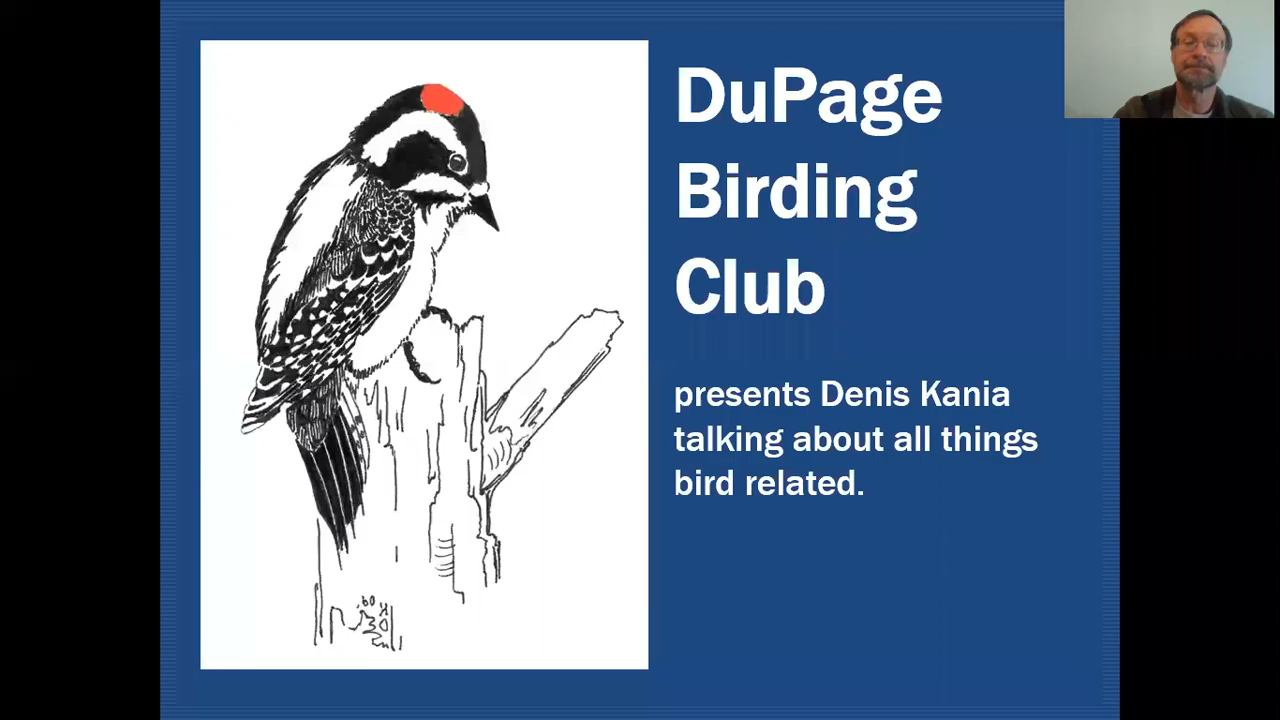 DuPage
Birding
Club
presents Denis Kania
talking about all things
bird related.